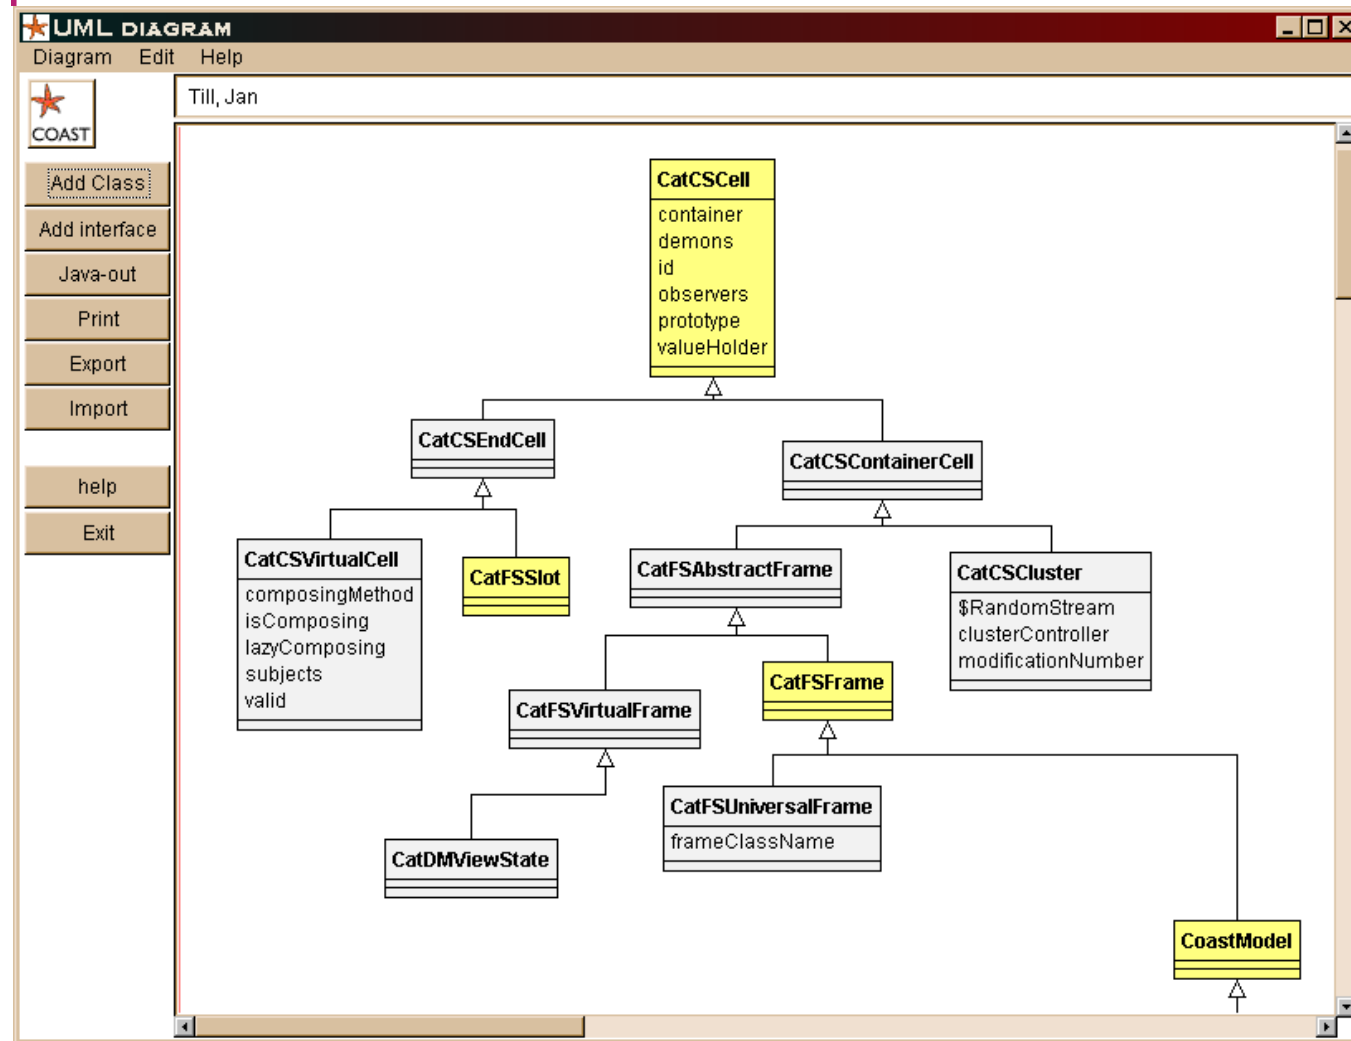 UML DIAGRAM
Diagram Edit Help
COAST
Till, Jan
Add Class
Add interface
Java-out
Print
Export
Import
help
Exit
CatCSCell
container
demons
id
observers
prototype
valueHolder
CatCSEndCell
CatCSContainerCell
CatCSVirtualCell
composingMethod
isComposing
lazyComposing
subjects
valid
CatFSSlot
CatFSAbstractFrame
CatCSCluster
$RandomStream
clusterController
modificationNumber
CatFSVirtualFrame
CatFSFrame
CatDMViewState
CatFSUniversalFrame
frameClassName
CoastModel